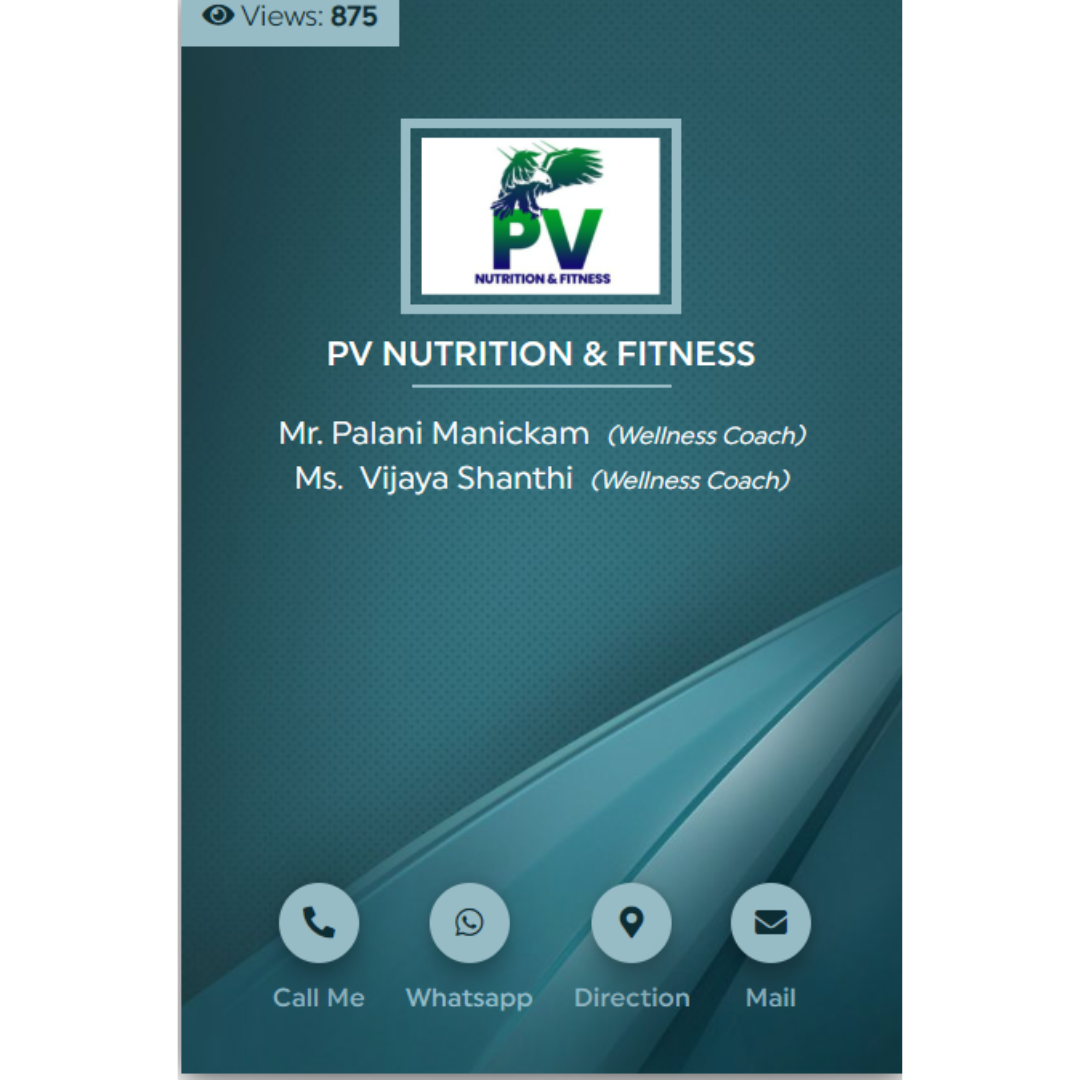 Views: 875
PV
NUTRITION & FITNESS
PV NUTRITION & FITNESS
Mr. Palani Manickam (Wellness Coach)
Ms. Vijaya Shanthi (Wellness Coach)
Call Me Whatsapp Direction Mail